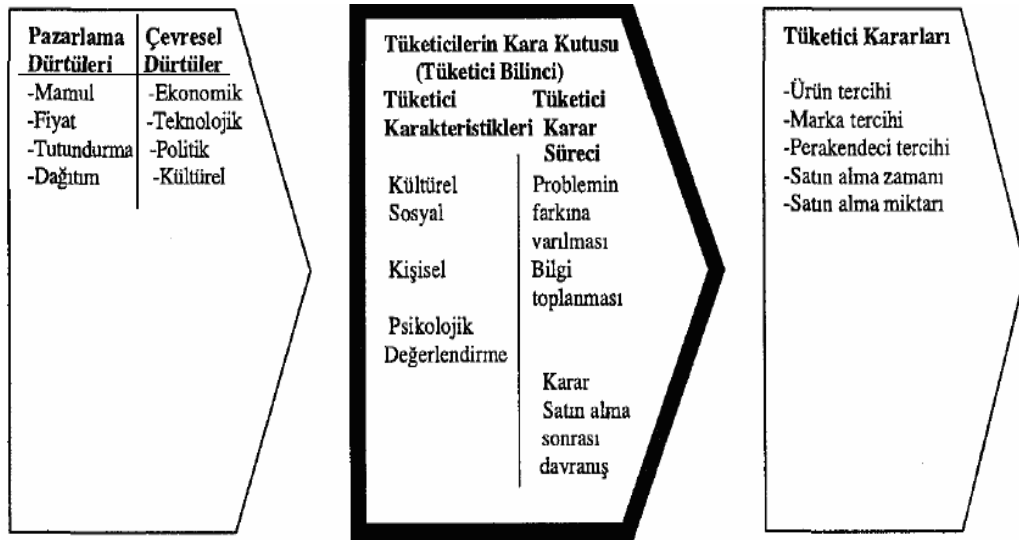 Pazarlama
Dürtüleri
-Mamul
-Fiyat
-Tutundurma
-Dağıtım
Çevresel
Dürtüler
-Ekonomik
-Teknolojik
-Politik
-Kültürel
Tüketicilerin Kara Kutusu
(Tüketici Bilinci)
Tüketici
Karakteristikleri
Kültürel
Sosyal
Kişisel
Psikolojik
Değerlendirme
Tüketici
Karar
Süreci
Problemin
farkına
varılması
Bilgi
toplanması
Karar
Satın alma
sonrası
davranış
Tüketici Kararları
-Ürün tercihi
-Marka tercihi
-Perakendeci tercihi
-Satın alma zamanı
-Satın alma miktarı